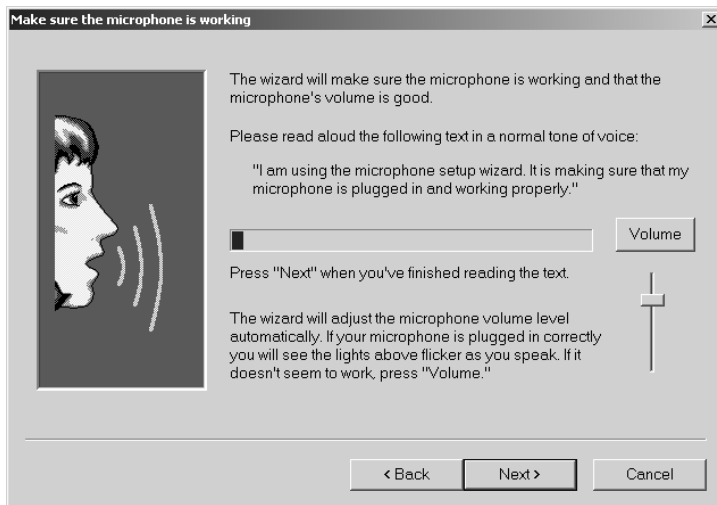 Make sure the microphone is working
The wizard will make sure the microphone is working and that the
microphone's volume is good.
Please read aloud the following text in a normal tone of voice:
"I am using the microphone setup wizard. It is making sure that my
microphone is plugged in and working properly."
Volume
Press "Next" when you've finished reading the text.
The wizard will adjust the microphone volume level
automatically. If your microphone is plugged in correctly
you will see the lights above flicker as you speak. If it
doesn't seem to work, press "Volume."
< Back
Next >
Cancel